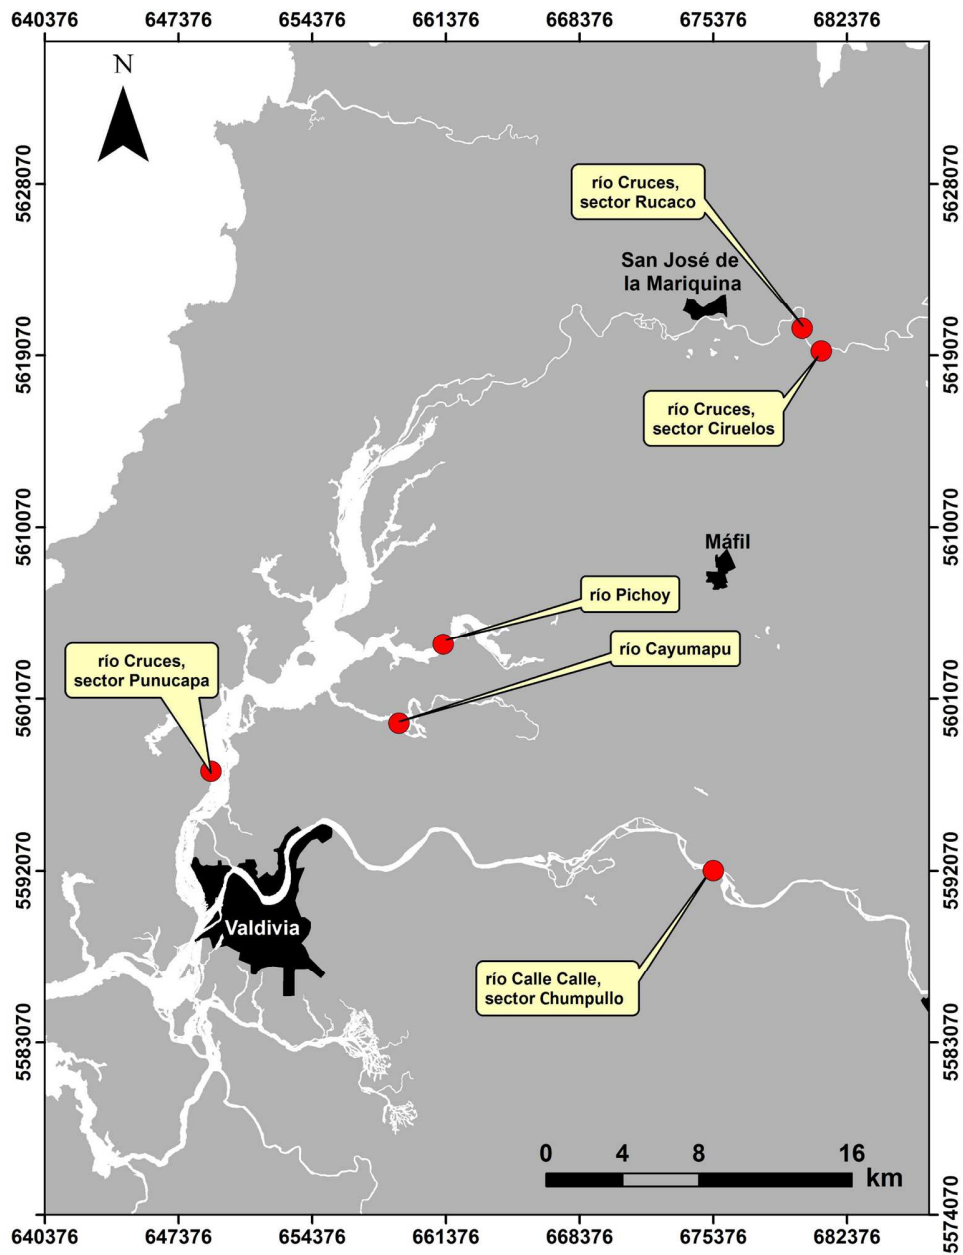 640376 647376 654376 661376 668376 675376 682376
N
5628070
5628070
río Cruces,
sector Rucaco
San José de
la Mariquina
5619070
5619070
río Cruces,
sector Ciruelos
5610070
5610070
Máfil
río Pichoy
río Cayumapu
río Cruces,
sector Punucapa
5601070
5601070
5592070
5592070
Valdivia
río Calle Calle,
sector Chumpullo
5583070
5583070
0 4 8 16
km
5574070
640376 647376 654376 661376 668376 675376 682376